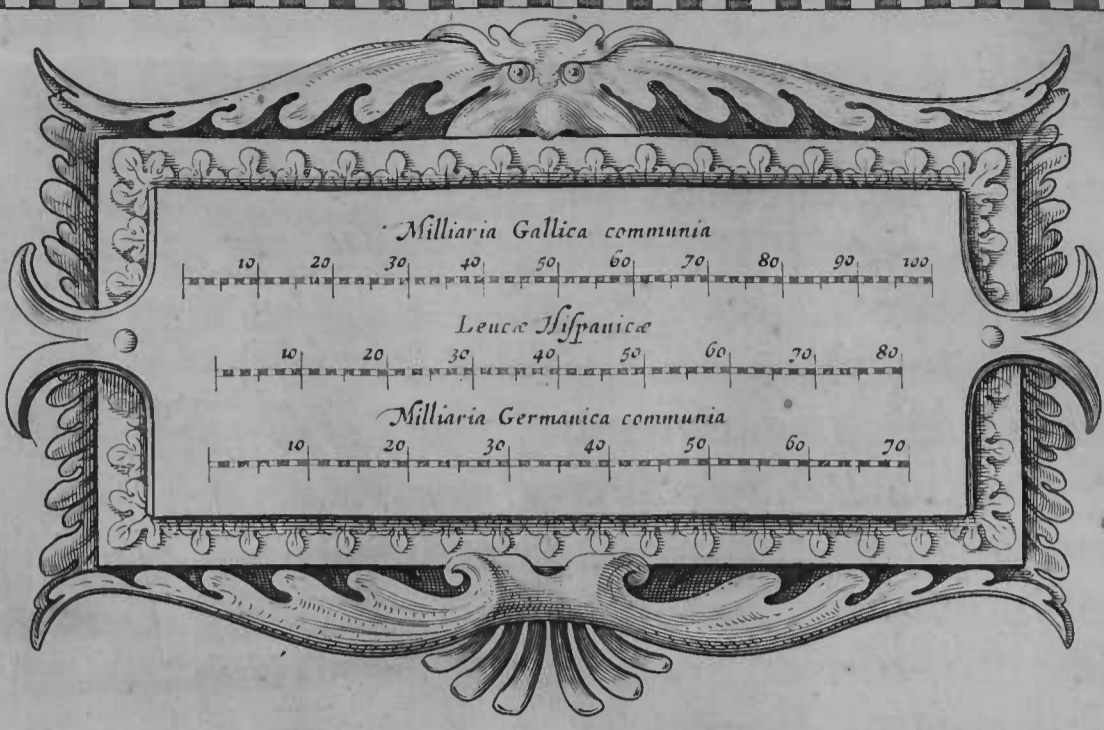 Milliaria Gallica communia
10 20 30 40 50 60 70 80 90 100
Leucæ Hiſpanicæ
10 20 30 40 50 60 70 80
Milliaria Germanica communia
10 20 30 40 50 60 70